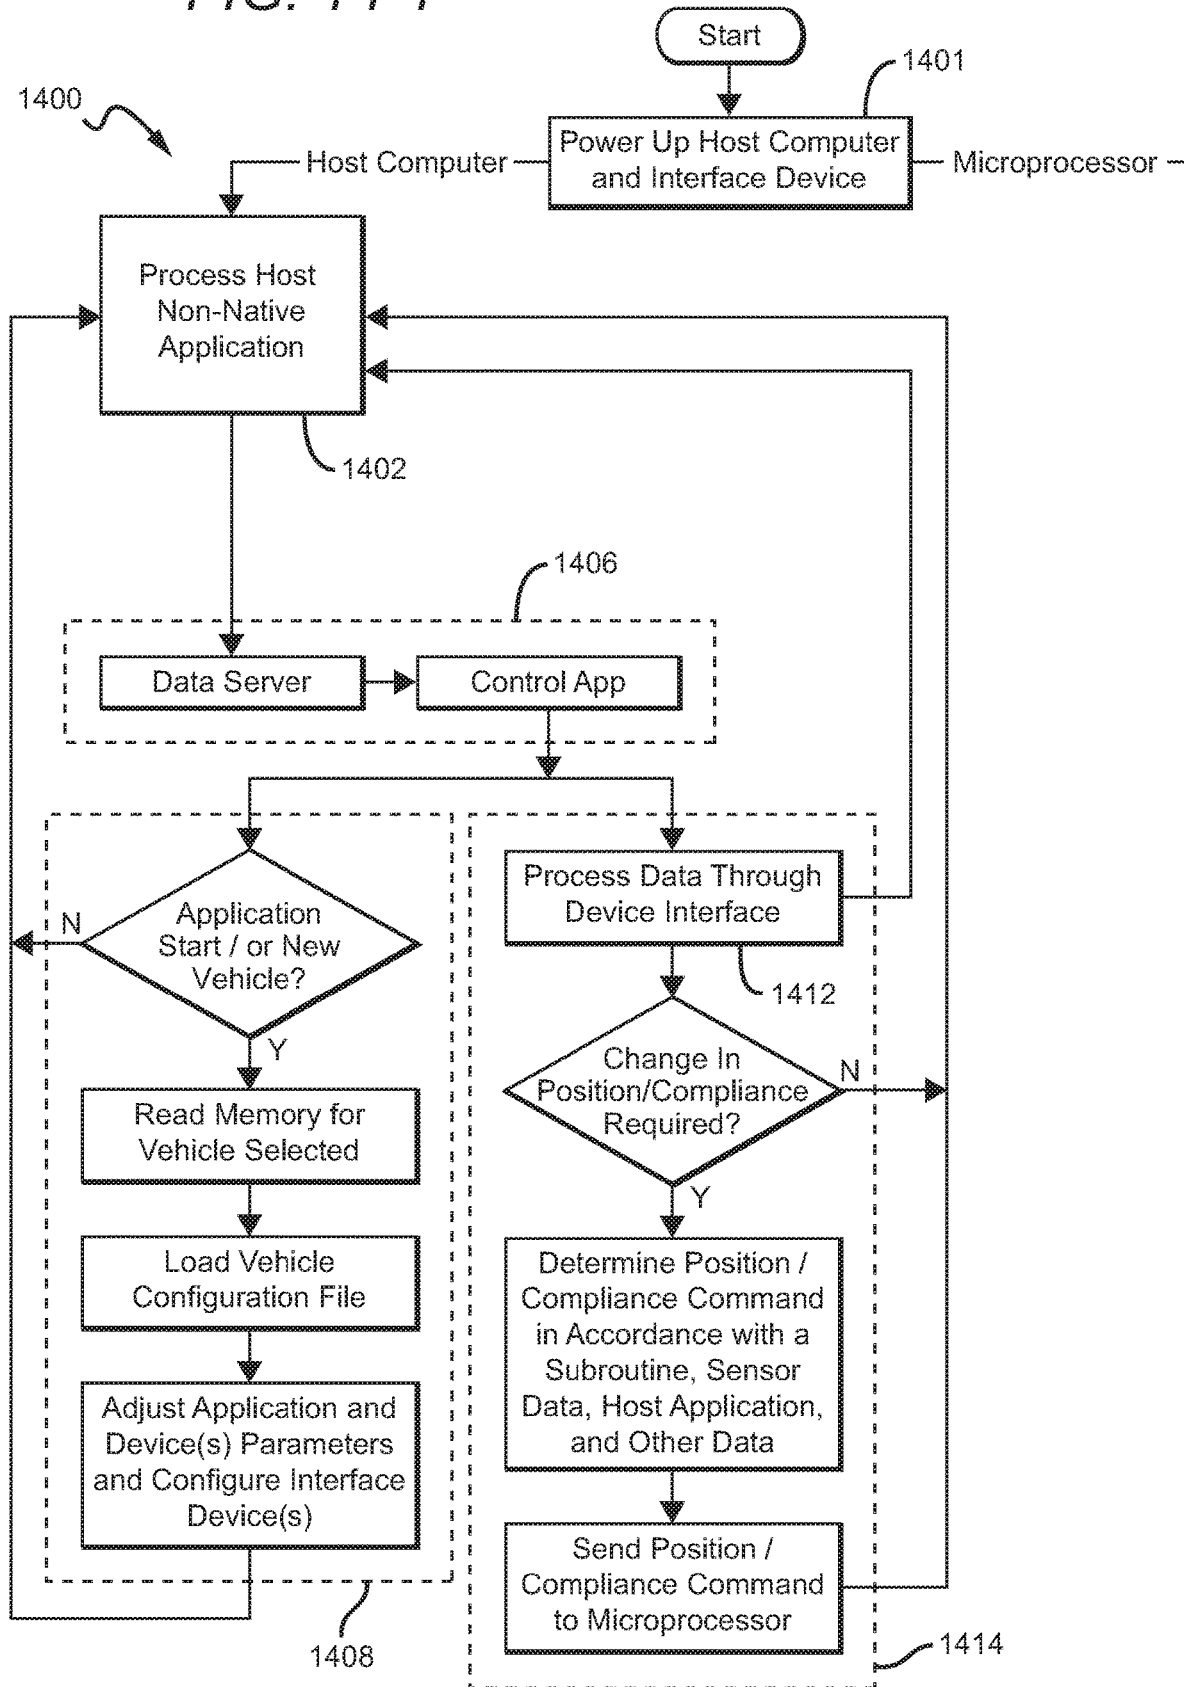 Start
1401
1400
Power Up Host Computer
and Interface Device
Host Computer
Microprocessor
Process Host
Non-Native
Application
1402
1406
Data Server
Control App
Application
Start / or New
Vehicle?
N
Y
Read Memory for
Vehicle Selected
Load Vehicle
Configuration File
Adjust Application and
Device(s) Parameters
and Configure Interface
Device(s)
1408
Process Data Through
Device Interface
1412
Change In
Position/Compliance
Required?
N
Y
Determine Position /
Compliance Command
in Accordance with a
Subroutine, Sensor
Data, Host Application,
and Other Data
Send Position /
Compliance Command
to Microprocessor
1414